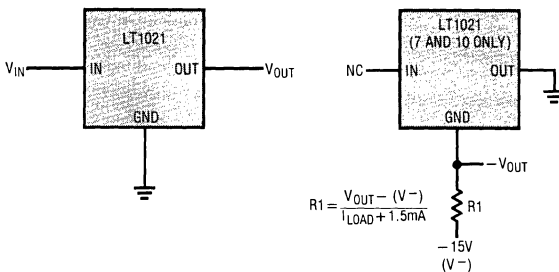 LT1021
V_IN
IN
OUT
V_OUT
GND
LT1021
(7 AND 10 ONLY)
NC
IN
OUT
GND
−V_OUT
R1 = V_OUT − (V−) / I_LOAD + 1.5mA
R1
−15V
(V−)